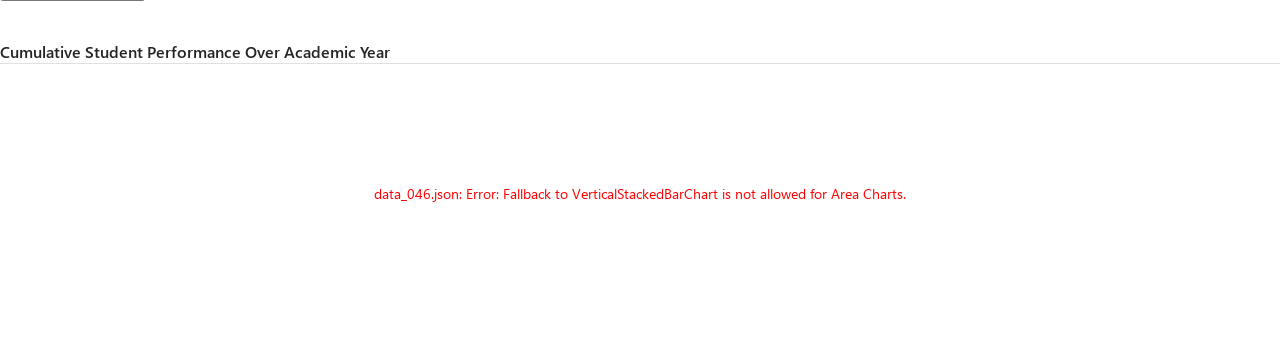 Cumulative Student Performance Over Academic Year
data_046.json: Error: Fallback to VerticalStackedBarChart is not allowed for Area Charts.